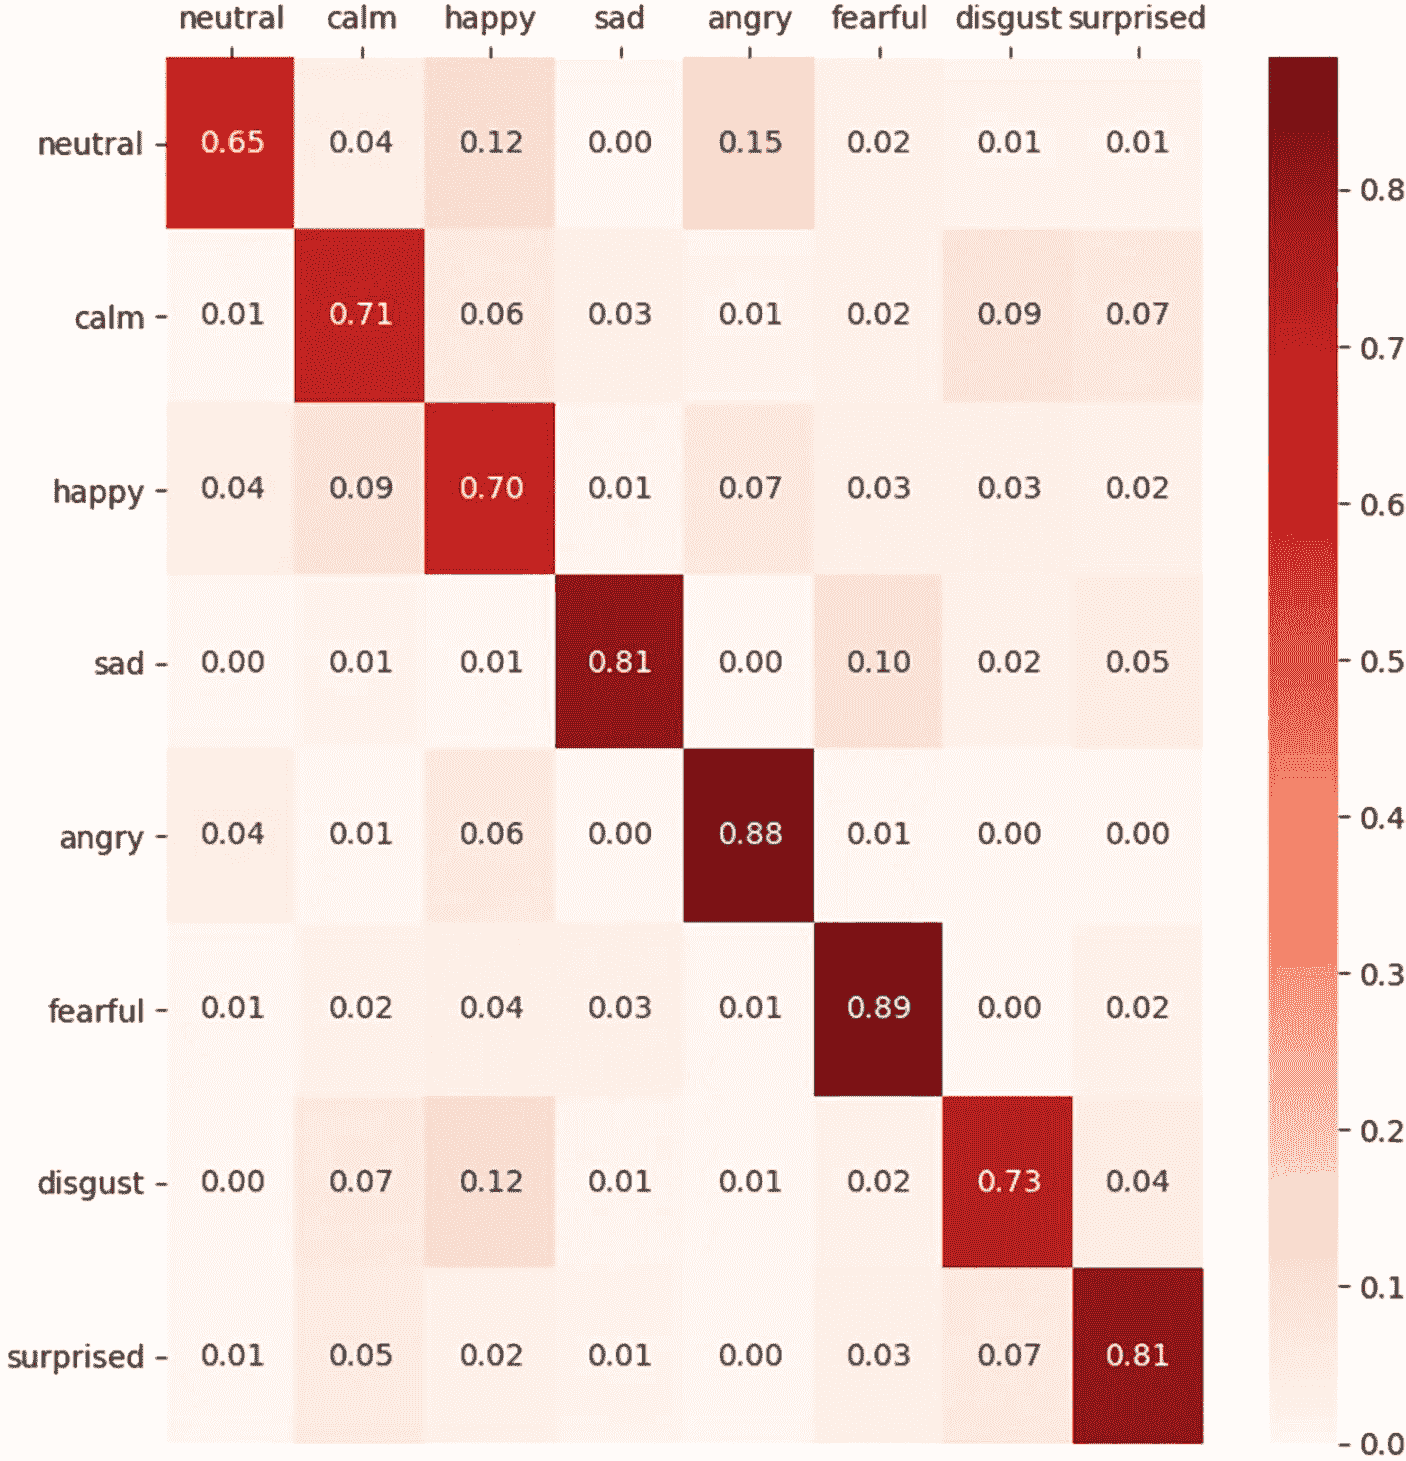 neutral calm happy sad angry fearful disgust surprised
neutral 0.65 0.04 0.12 0.00 0.15 0.02 0.01 0.01
calm 0.01 0.71 0.06 0.03 0.01 0.02 0.09 0.07
happy 0.04 0.09 0.70 0.01 0.07 0.03 0.03 0.02
sad 0.00 0.01 0.01 0.81 0.00 0.10 0.02 0.05
angry 0.04 0.01 0.06 0.00 0.88 0.01 0.00 0.00
fearful 0.01 0.02 0.04 0.03 0.01 0.89 0.00 0.02
disgust 0.00 0.07 0.12 0.01 0.01 0.02 0.73 0.04
surprised 0.01 0.05 0.02 0.01 0.00 0.03 0.07 0.81
0.8
0.7
0.6
0.5
0.4
0.3
0.2
0.1
0.0